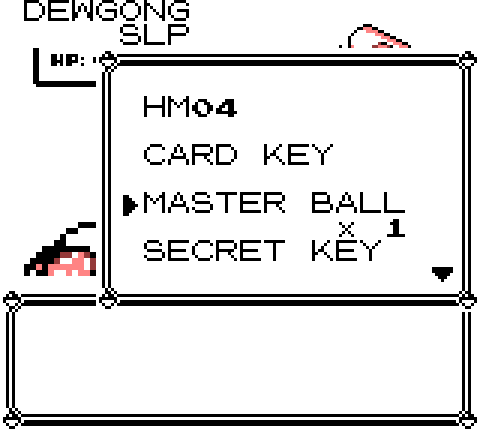 DEWGONG
SLP
HP:
HM04
CARD KEY
MASTER BALL
x 1
SECRET KEY